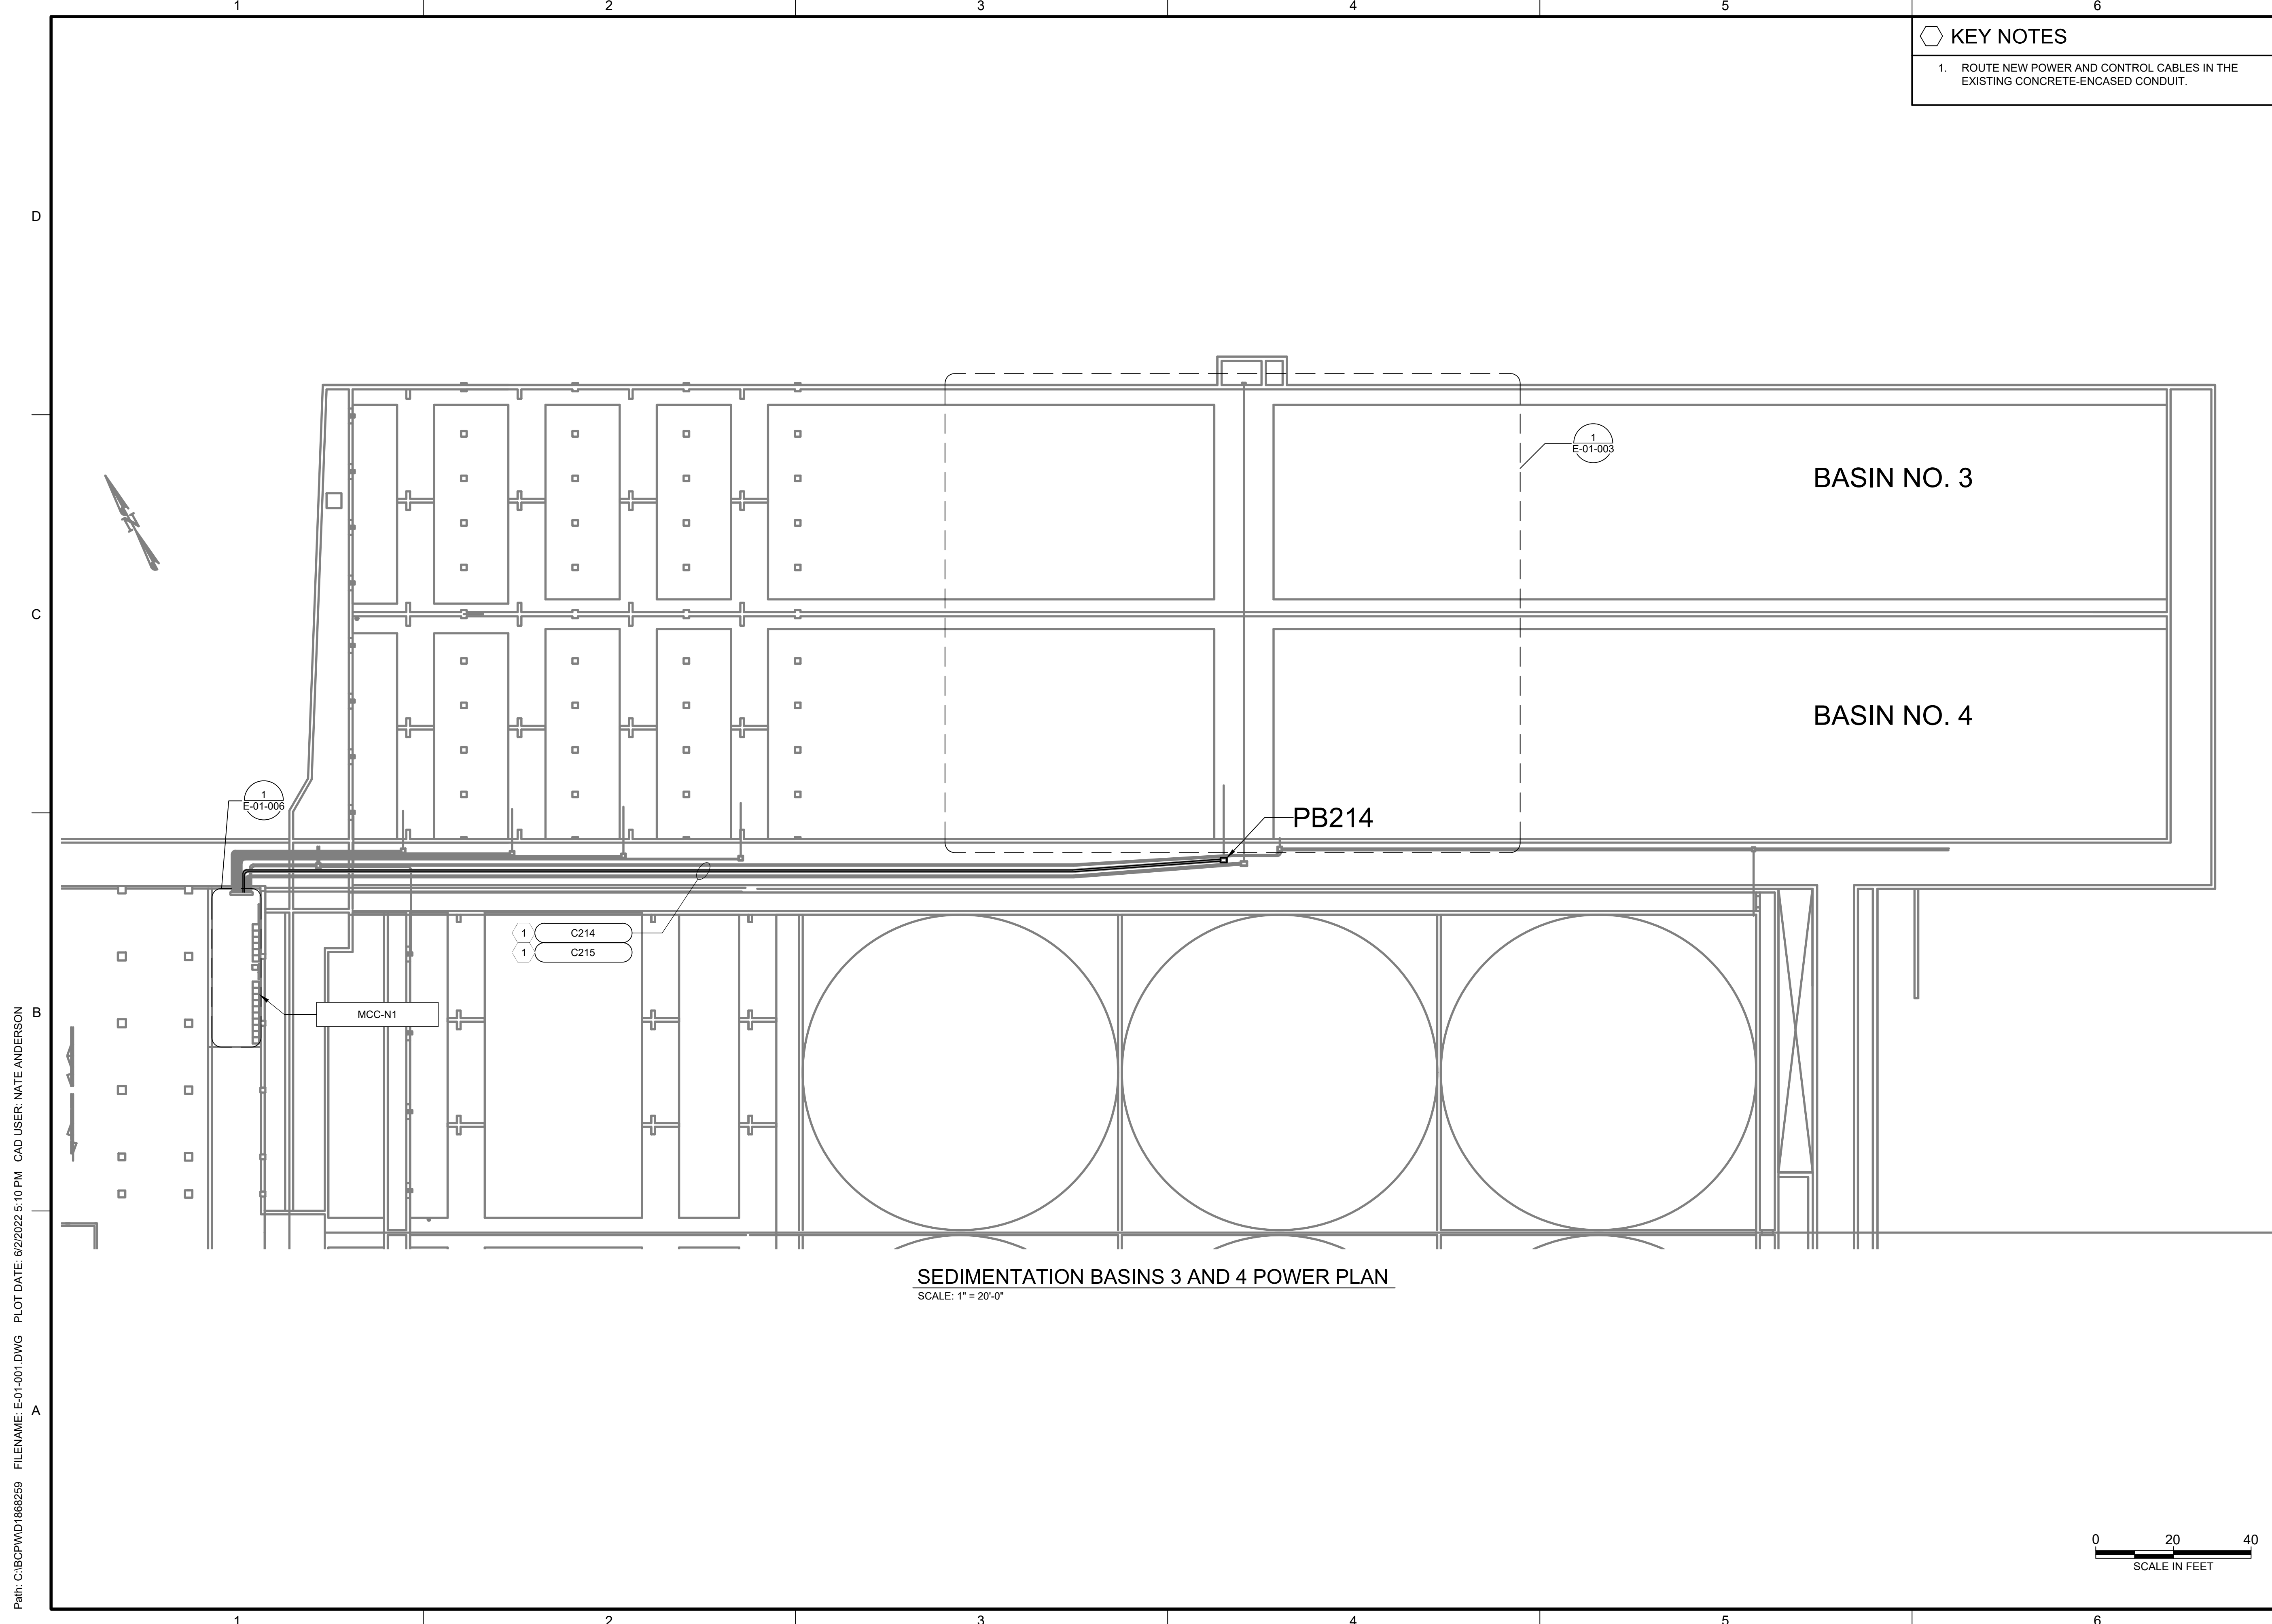 1 2 3 4 5 6
KEY NOTES
1. ROUTE NEW POWER AND CONTROL CABLES IN THE
EXISTING CONCRETE-ENCASED CONDUIT.
D
1
E-01-003
BASIN NO. 3
N
C
BASIN NO. 4
1
E-01-006
PB214
1 C214
1 C215
B
MCC-N1
SEDIMENTATION BASINS 3 AND 4 POWER PLAN
SCALE: 1" = 20'-0"
A
0 20 40
SCALE IN FEET
Path: C:\BCPW\D1868259 FILENAME: E-01-001.DWG PLOT DATE: 6/2/2022 5:10 PM CAD USER: NATE ANDERSON
1 2 3 4 5 6